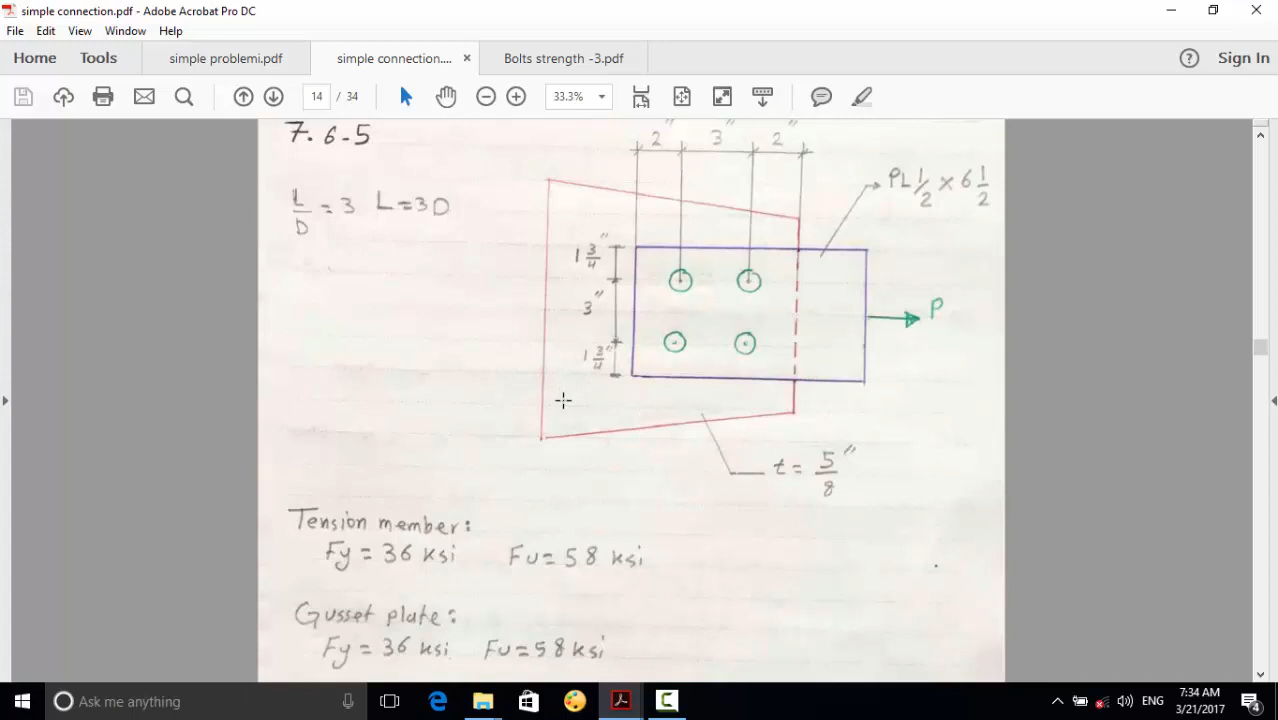 simple connection.pdf - Adobe Acrobat Pro DC
File Edit View Window Help
Home Tools simple problemi.pdf simple connection.... × Bolts strength -3.pdf ? Sign In
14 / 34 33.3%
7.6-5
2" 3" 2"
PL 1/2 × 6 1/2
L/D = 3 L = 3D
1 3/4"
3"
1 3/4"
P
t = 5/8"
Tension member:
Fy = 36 ksi Fu = 58 ksi
Gusset plate:
Fy = 36 ksi Fu = 58 ksi
Ask me anything
ENG
7:34 AM
3/21/2017
4